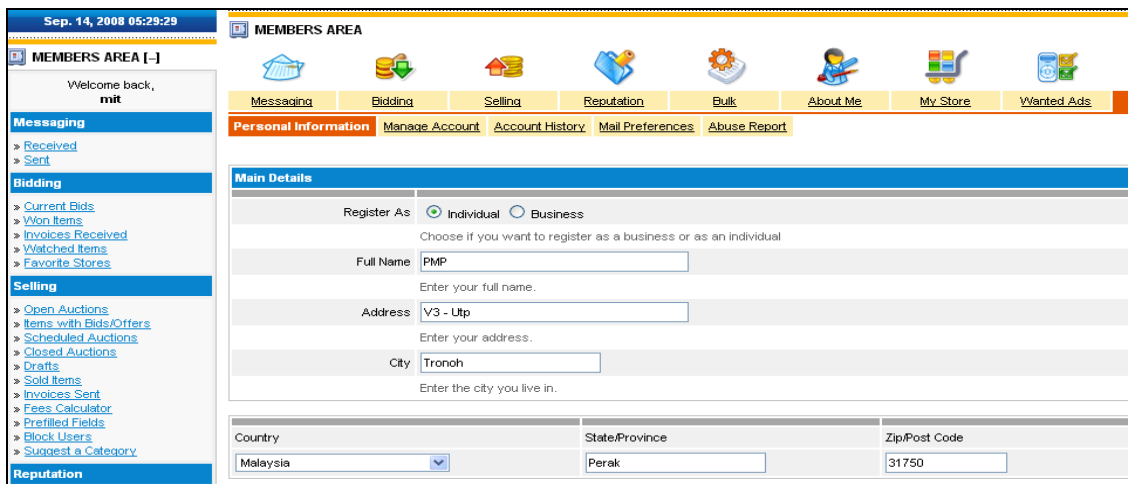 Sep. 14, 2008 05:29:29
MEMBERS AREA [–]
Welcome back,
mit
Messaging
» Received
» Sent
Bidding
» Current Bids
» Won Items
» Invoices Received
» Watched Items
» Favorite Stores
Selling
» Open Auctions
» Items with Bids/Offers
» Scheduled Auctions
» Closed Auctions
» Drafts
» Sold Items
» Invoices Sent
» Fees Calculator
» Prefilled Fields
» Block Users
» Suggest a Category
Reputation
MEMBERS AREA
Messaging Bidding Selling Reputation Bulk About Me My Store Wanted Ads
Personal Information Manage Account Account History Mail Preferences Abuse Report
Main Details
Register As Individual Business
Choose if you want to register as a business or as an individual
Full Name PMP
Enter your full name.
Address V3 - Utp
Enter your address.
City Tronoh
Enter the city you live in.
Country State/Province Zip/Post Code
Malaysia Perak 31750